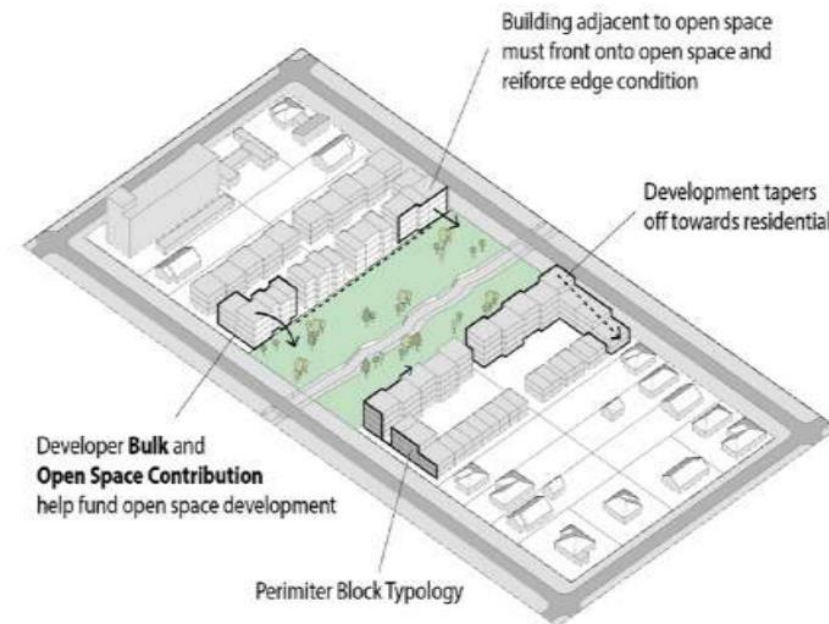 Building adjacent to open space
must front onto open space and
reiforce edge condition
Development tapers
off towards residential
Developer Bulk and
Open Space Contribution
help fund open space development
Perimiter Block Typology